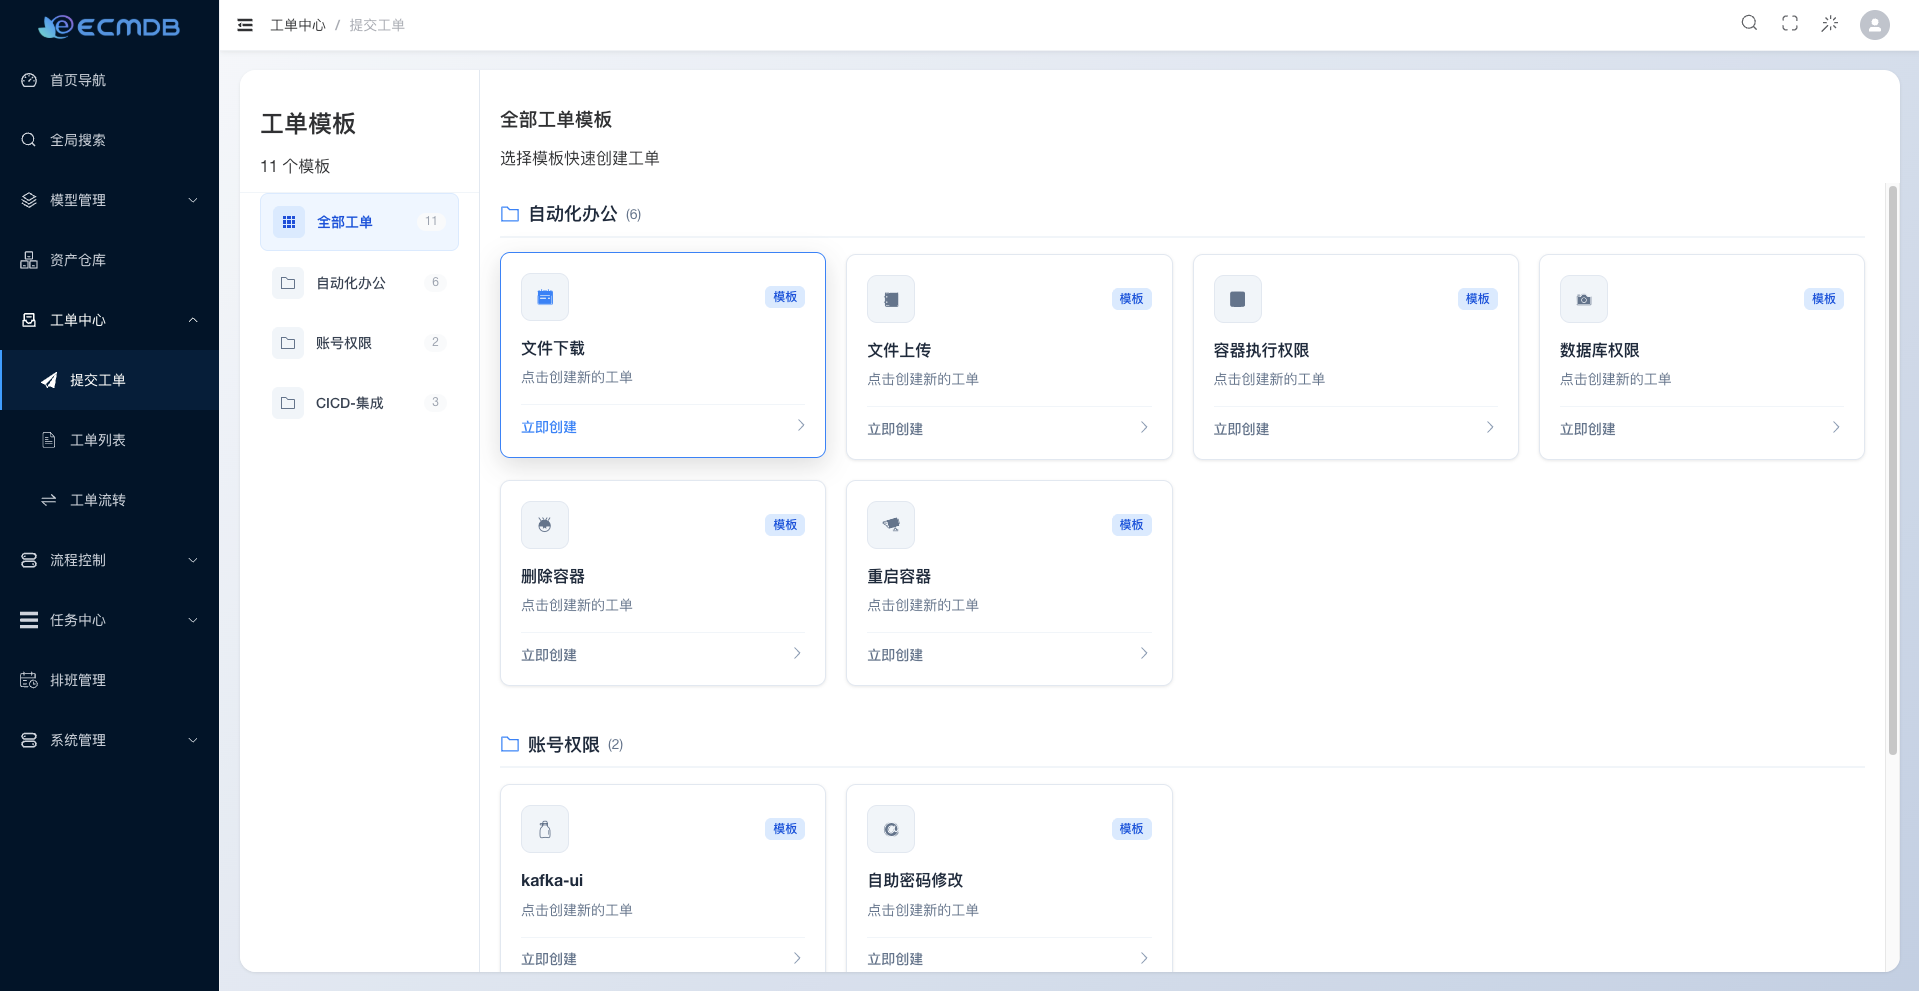 ECMDB
首页导航
全局搜索
模型管理
资产仓库
工单中心
提交工单
工单列表
工单流转
流程控制
任务中心
排班管理
系统管理
工单中心 / 提交工单
工单模板
11 个模板
全部工单 11
自动化办公 6
账号权限 2
CICD-集成 3
全部工单模板
选择模板快速创建工单
自动化办公 (6)
模板
文件下载
点击创建新的工单
立即创建
模板
文件上传
点击创建新的工单
立即创建
模板
容器执行权限
点击创建新的工单
立即创建
模板
数据库权限
点击创建新的工单
立即创建
模板
删除容器
点击创建新的工单
立即创建
模板
重启容器
点击创建新的工单
立即创建
账号权限 (2)
模板
kafka-ui
点击创建新的工单
立即创建
模板
自助密码修改
点击创建新的工单
立即创建